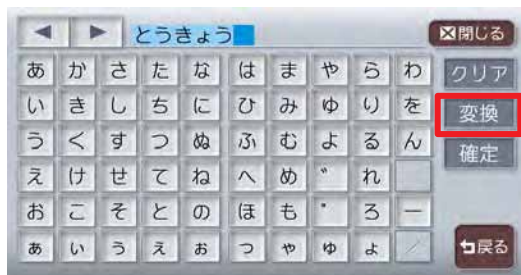 ◀ ▶ とうきょう ☒閉じる
あ か さ た な は ま や ら わ クリア
い き し ち に ひ み ゆ り を 変換
う く す つ ぬ ふ む よ る ん 確定
え け せ て ね へ め ゛ れ
お こ そ と の ほ も ゜ ろ ー
ぁ ぃ ぅ ぇ ぉ っ ゃ ゅ ょ ／ 戻る